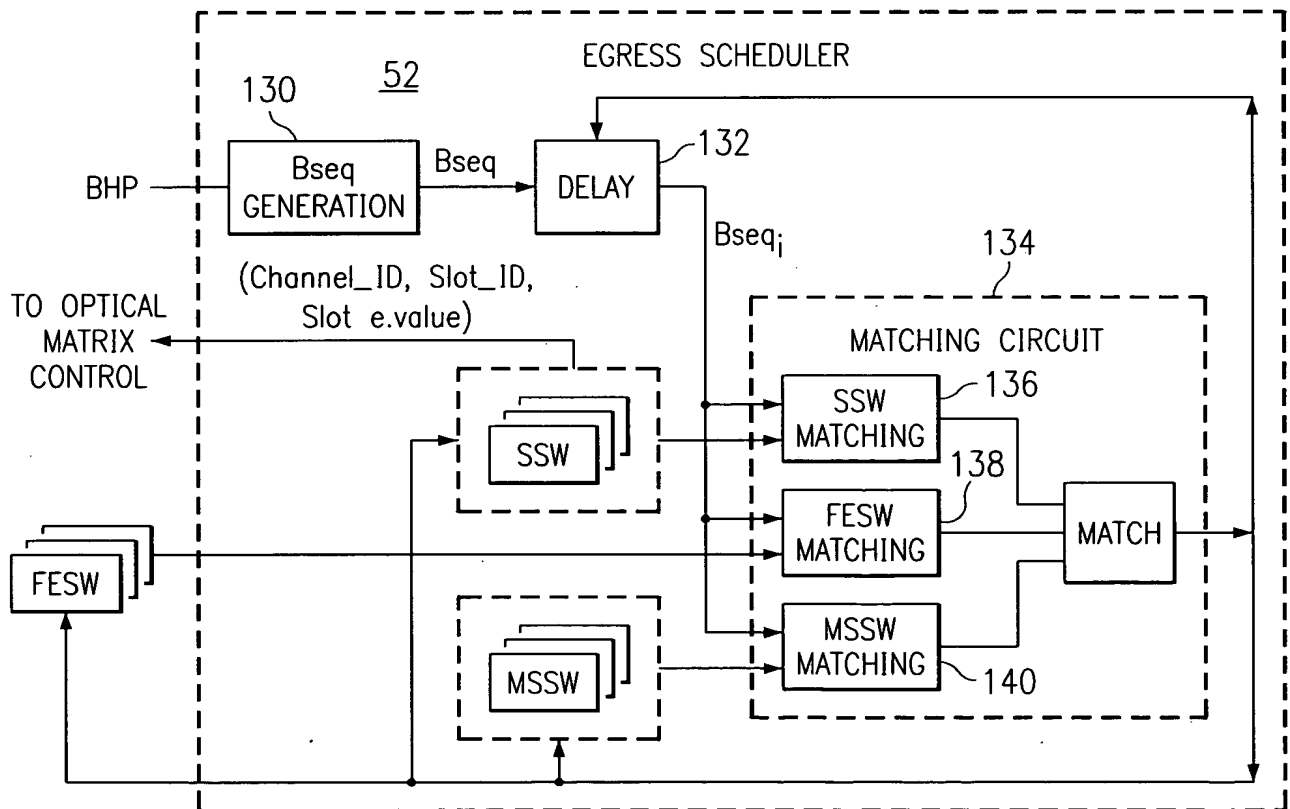 EGRESS SCHEDULER
52
130
BHP
Bseq
GENERATION
Bseq
DELAY
132
Bseqi
134
(Channel_ID, Slot_ID,
Slot e.value)
TO OPTICAL
MATRIX
CONTROL
MATCHING CIRCUIT
SSW
SSW
MATCHING
136
FESW
FESW
MATCHING
138
MATCH
MSSW
MSSW
MATCHING
140